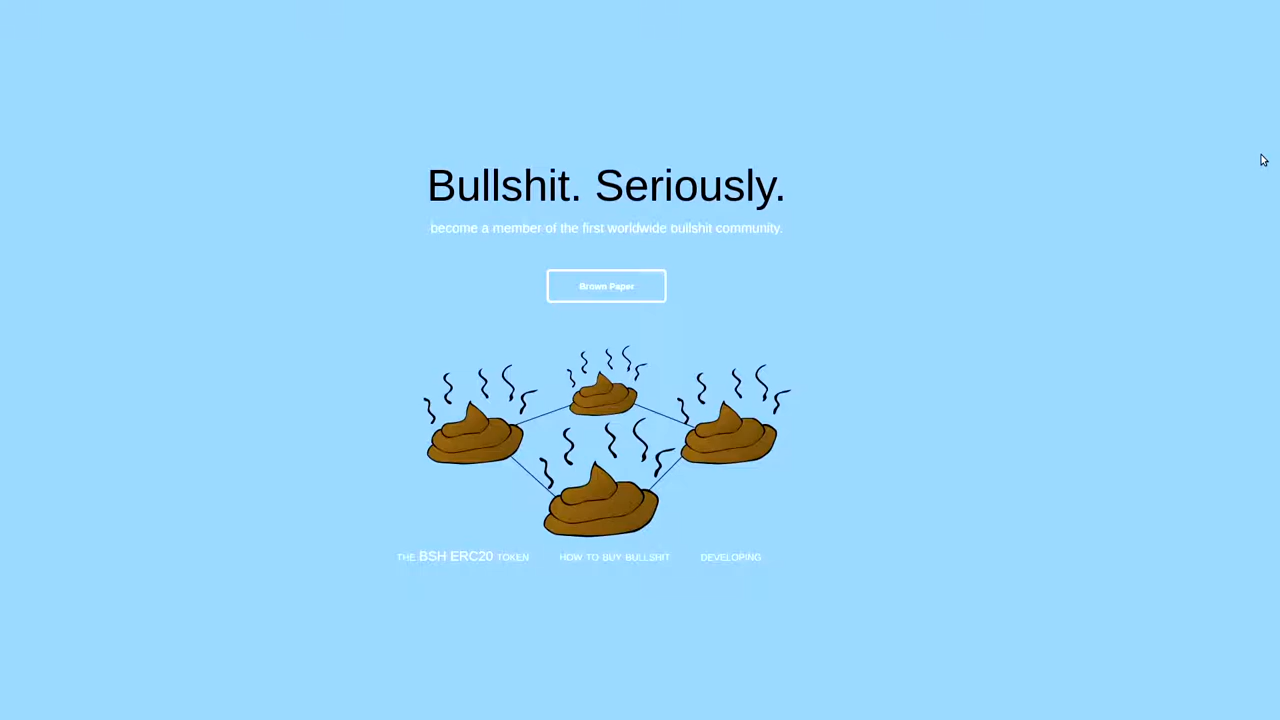 Bullshit. Seriously.
become a member of the first worldwide bullshit community.
Brown Paper
THE BSH ERC20 TOKEN HOW TO BUY BULLSHIT DEVELOPING